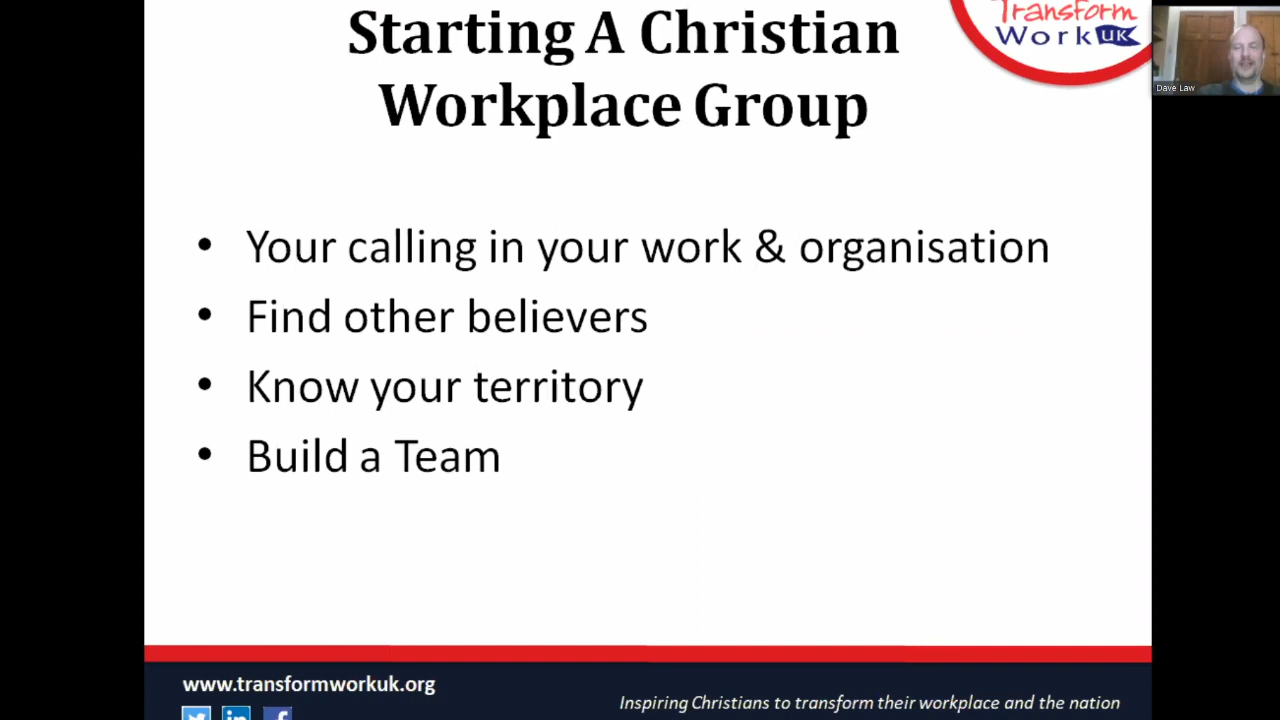 Starting A Christian
Workplace Group
Transform
Work UK
Dave Law
• Your calling in your work & organisation
• Find other believers
• Know your territory
• Build a Team
www.transformworkuk.org
Inspiring Christians to transform their workplace and the nation